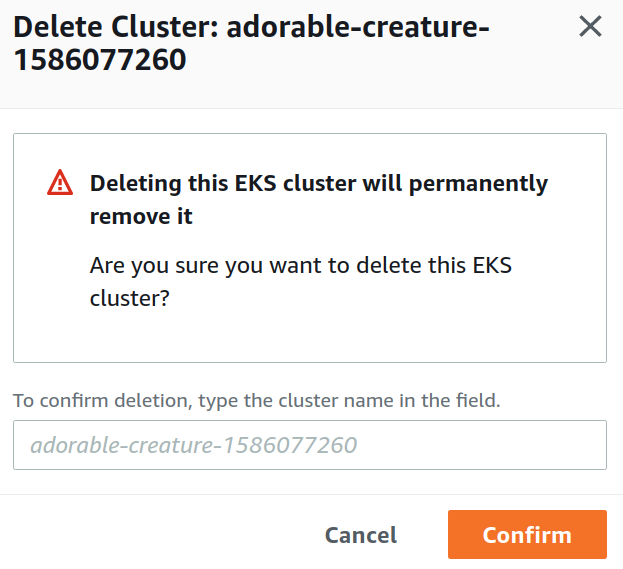 Delete Cluster: adorable-creature-
1586077260
Deleting this EKS cluster will permanently
remove it
Are you sure you want to delete this EKS
cluster?
To confirm deletion, type the cluster name in the field.
adorable-creature-1586077260
Cancel
Confirm